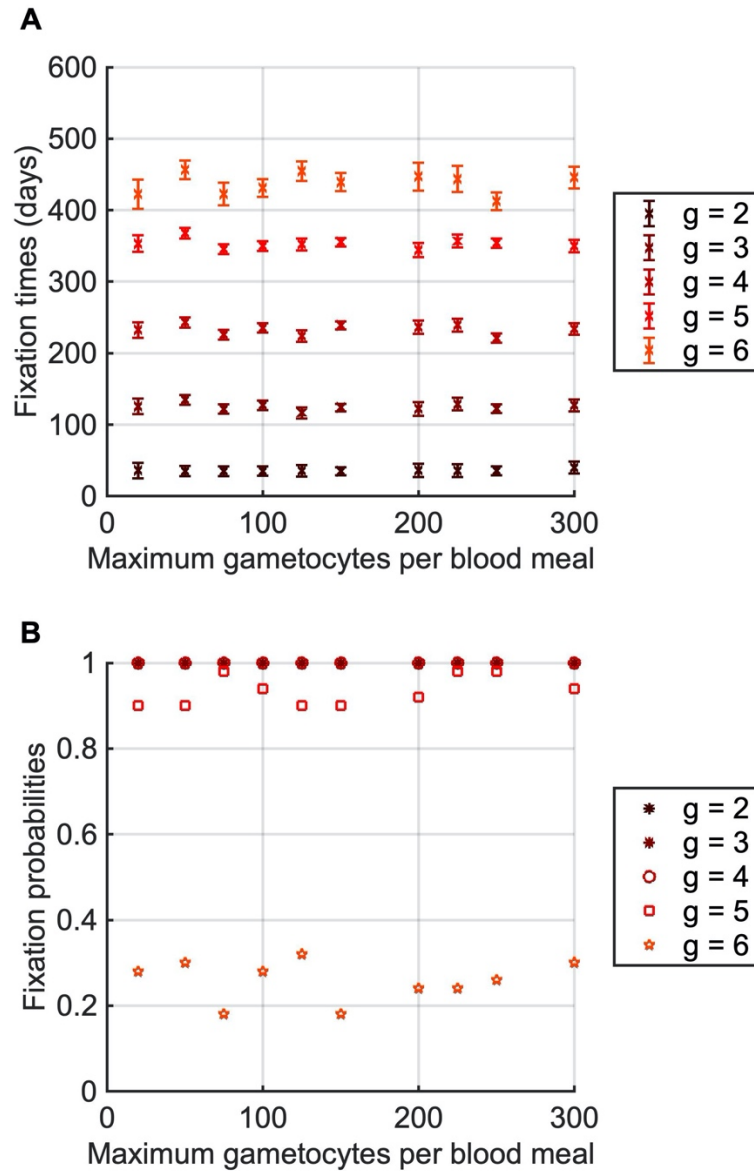 A
600
500
400
300
200
100
0
Fixation times (days)
0 100 200 300
Maximum gametocytes per blood meal
g = 2
g = 3
g = 4
g = 5
g = 6
B
1
0.8
0.6
0.4
0.2
0
Fixation probabilities
0 100 200 300
Maximum gametocytes per blood meal
g = 2
g = 3
g = 4
g = 5
g = 6